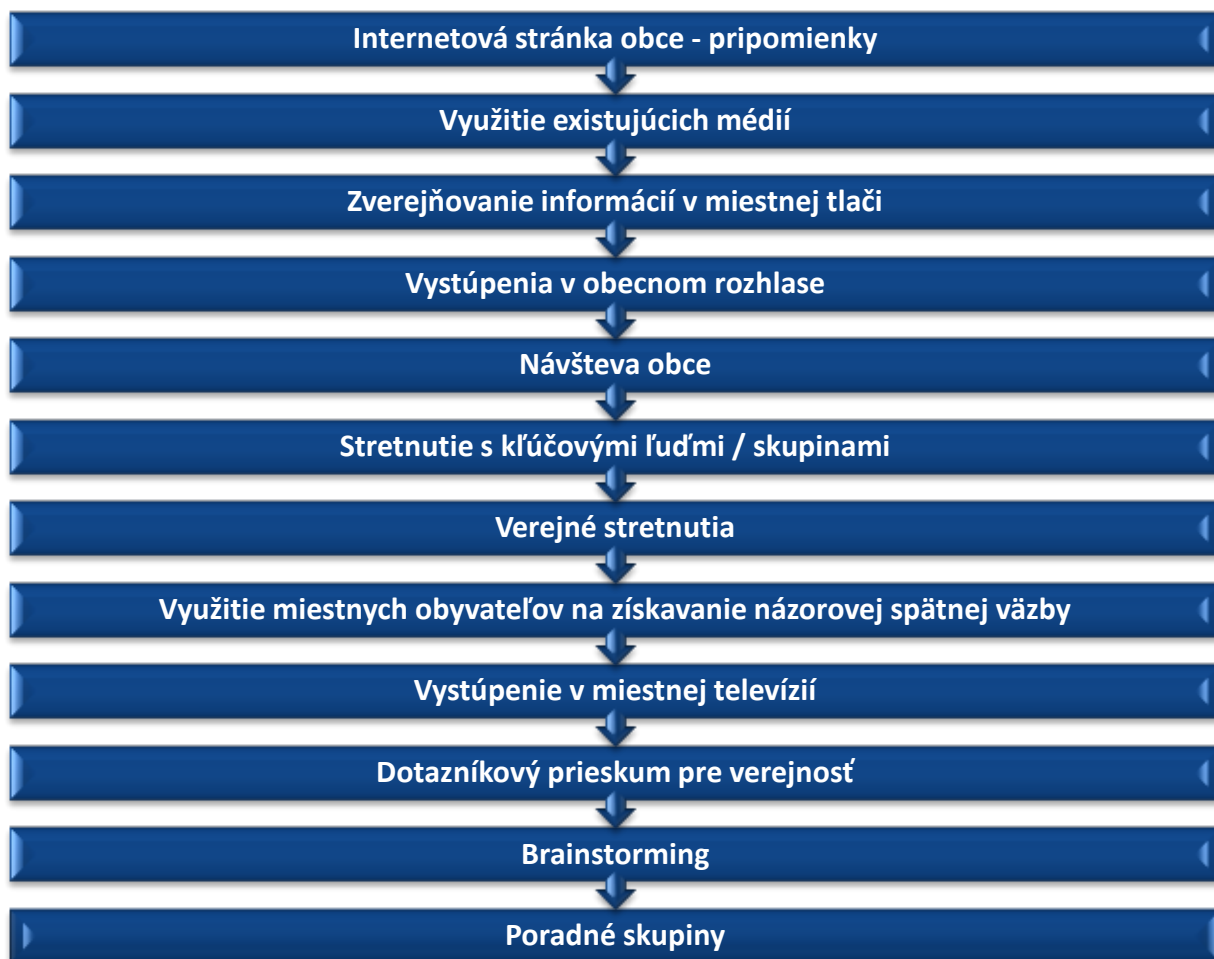 Internetová stránka obce - pripomienky
Využitie existujúcich médií
Zverejňovanie informácií v miestnej tlači
Vystúpenia v obecnom rozhlase
Návšteva obce
Stretnutie s kľúčovými ľuďmi / skupinami
Verejné stretnutia
Využitie miestnych obyvateľov na získavanie názorovej spätnej väzby
Vystúpenie v miestnej televízií
Dotazníkový prieskum pre verejnosť
Brainstorming
Poradné skupiny